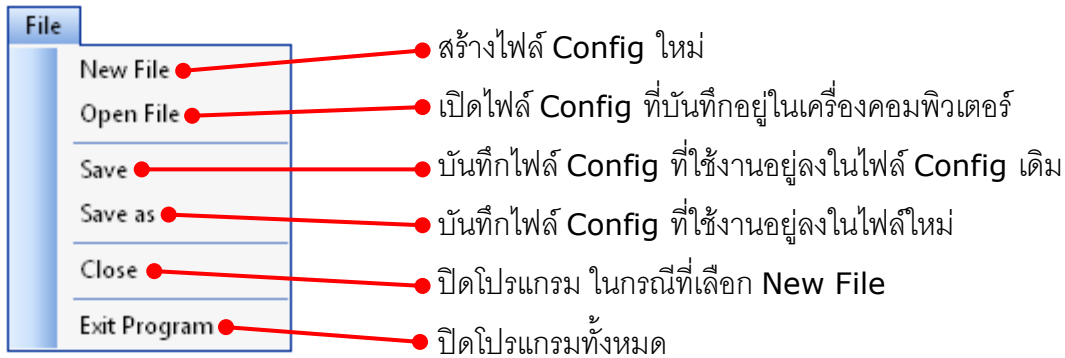 File
New File
สร้างไฟล์ Config ใหม่
Open File
เปิดไฟล์ Config ที่บันทึกอยู่ในเครื่องคอมพิวเตอร์
Save
บันทึกไฟล์ Config ที่ใช้งานอยู่ลงในไฟล์ Config เดิม
Save as
บันทึกไฟล์ Config ที่ใช้งานอยู่ลงในไฟล์ใหม่
Close
ปิดโปรแกรม ในกรณีที่เลือก New File
Exit Program
ปิดโปรแกรมทั้งหมด